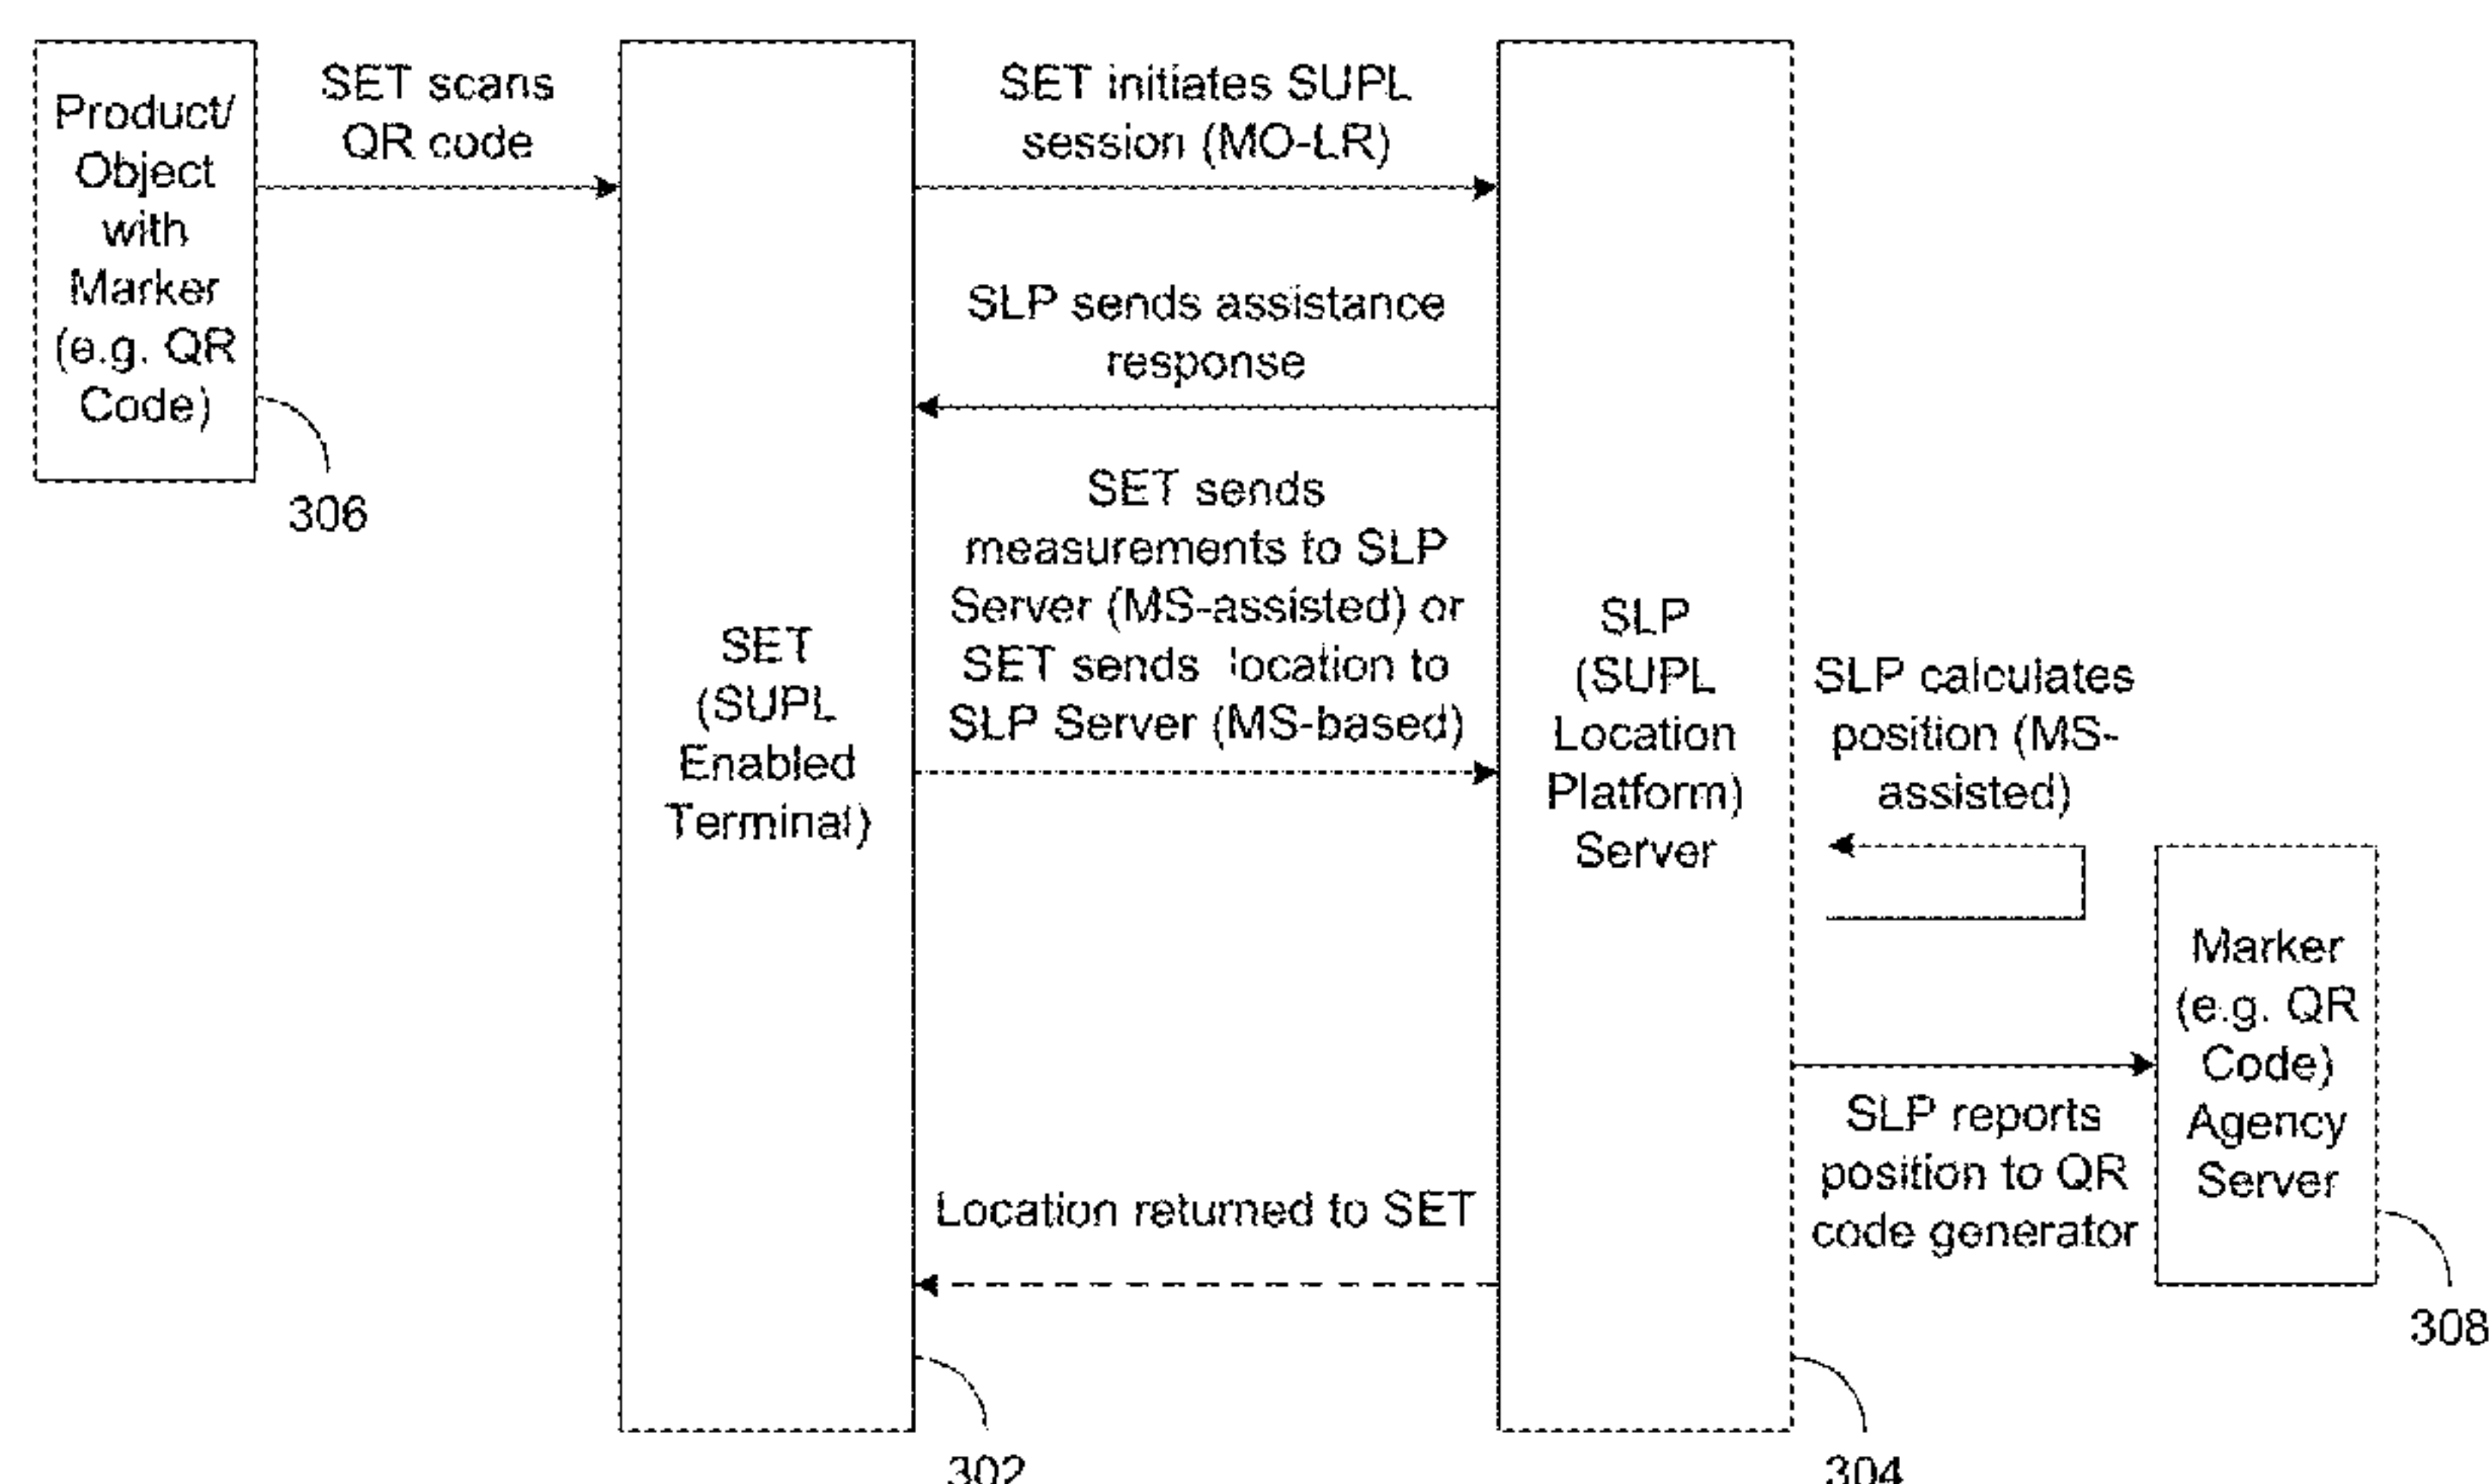 Product/
Object
with
Marker
(e.g. QR
Code)
306
SET scans
QR code
SET
(SUPL
Enabled
Terminal)
302
SET initiates SUPL
session (MO-LR)
SLP sends assistance
response
SET sends
measurements to SLP
Server (MS-assisted) or
SET sends location to
SLP Server (MS-based)
Location returned to SET
SLP
(SUPL
Location
Platform)
Server
304
SLP calculates
position (MS-
assisted)
SLP reports
position to QR
code generator
Marker
(e.g. QR
Code)
Agency
Server
308